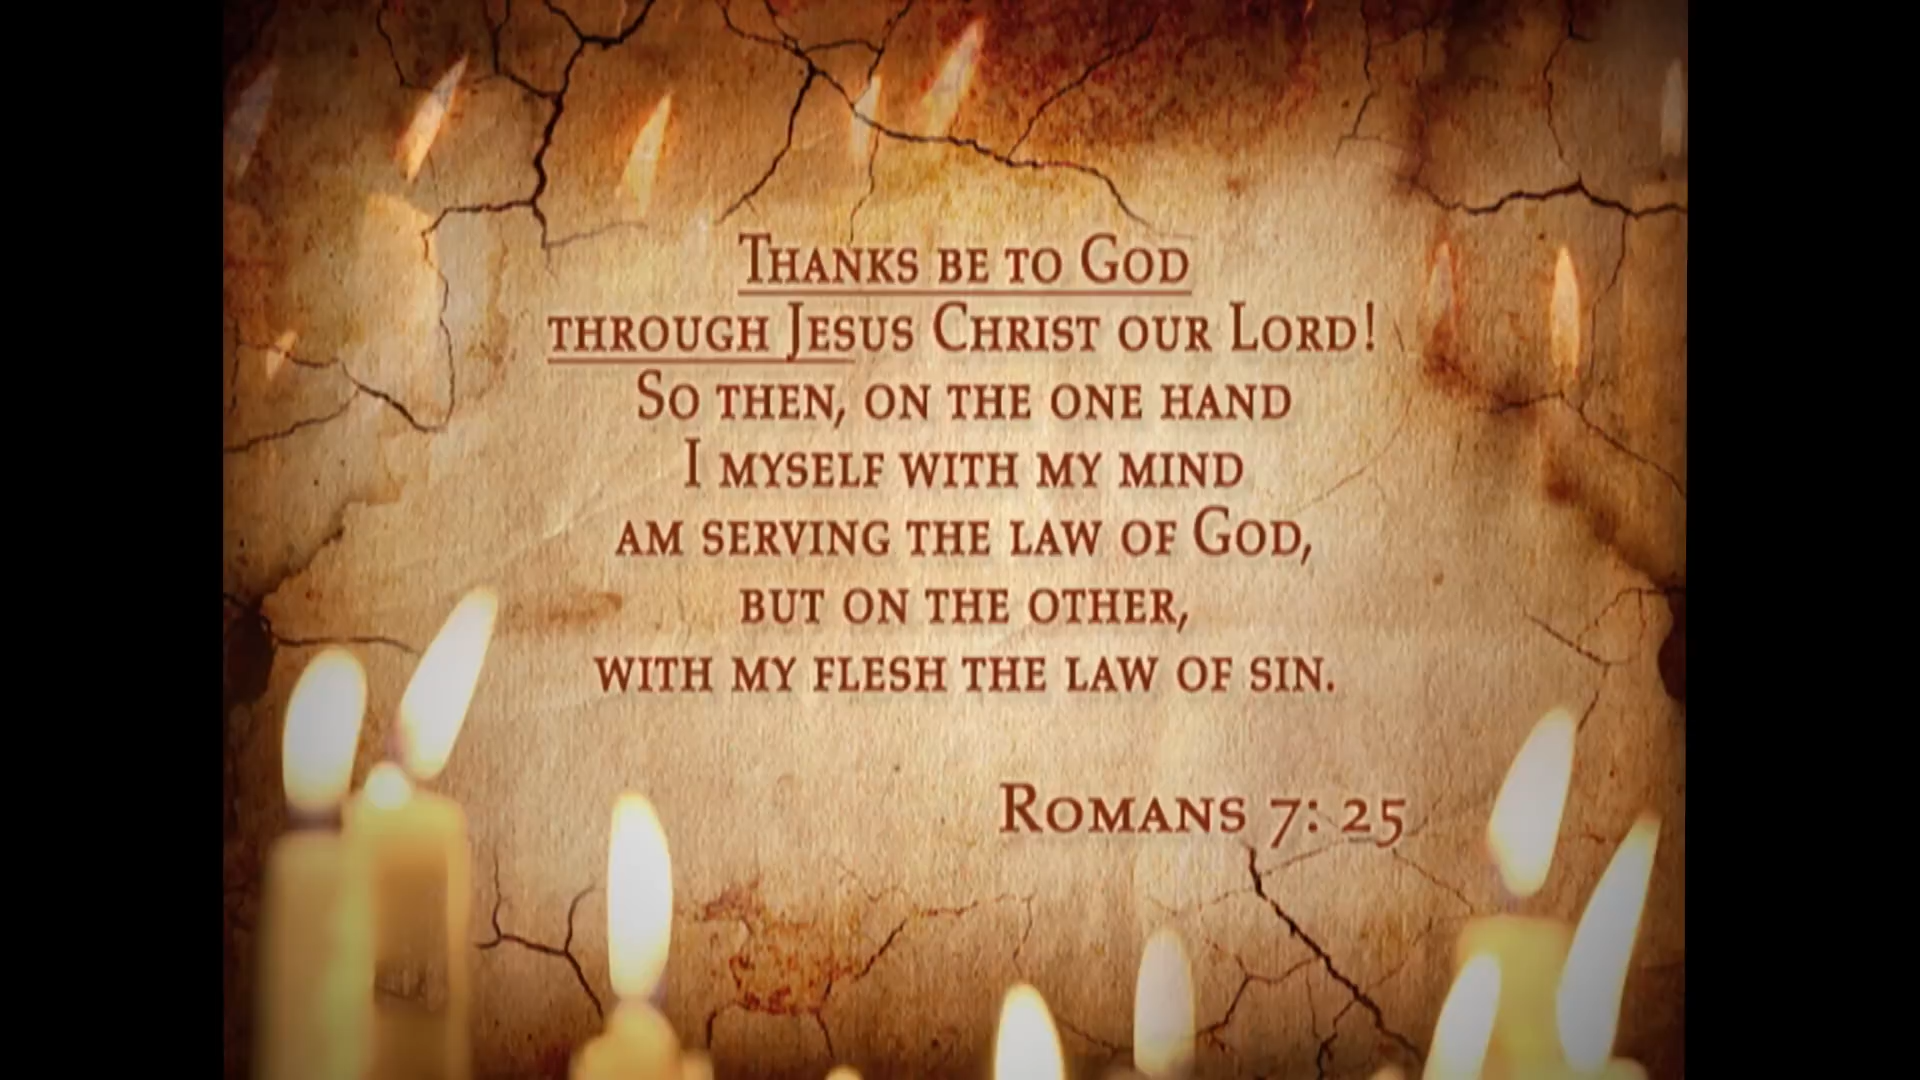 Thanks be to God
through Jesus Christ our Lord!
So then, on the one hand
I myself with my mind
am serving the law of God,
but on the other,
with my flesh the law of sin.
Romans 7: 25